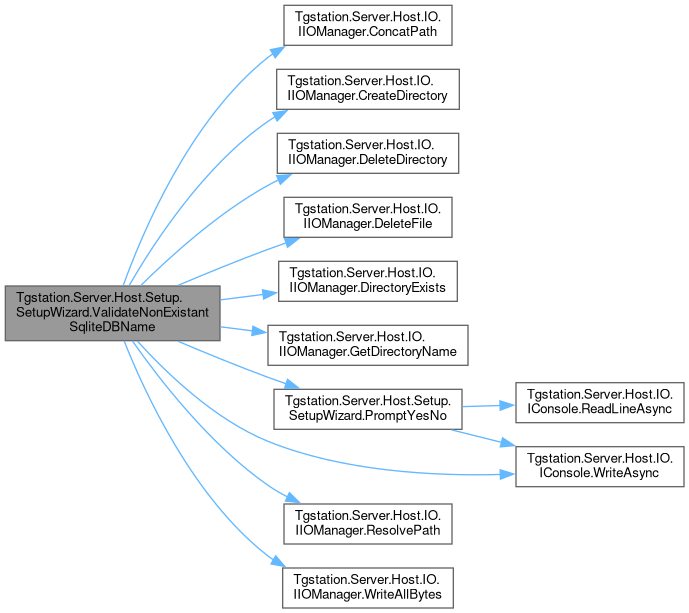 Tgstation.Server.Host.IO.
IIOManager.ConcatPath
Tgstation.Server.Host.IO.
IIOManager.CreateDirectory
Tgstation.Server.Host.IO.
IIOManager.DeleteDirectory
Tgstation.Server.Host.IO.
IIOManager.DeleteFile
Tgstation.Server.Host.IO.
IIOManager.DirectoryExists
Tgstation.Server.Host.Setup.
SetupWizard.ValidateNonExistant
SqliteDBName
Tgstation.Server.Host.IO.
IIOManager.GetDirectoryName
Tgstation.Server.Host.Setup.
SetupWizard.PromptYesNo
Tgstation.Server.Host.IO.
IConsole.ReadLineAsync
Tgstation.Server.Host.IO.
IConsole.WriteAsync
Tgstation.Server.Host.IO.
IIOManager.ResolvePath
Tgstation.Server.Host.IO.
IIOManager.WriteAllBytes